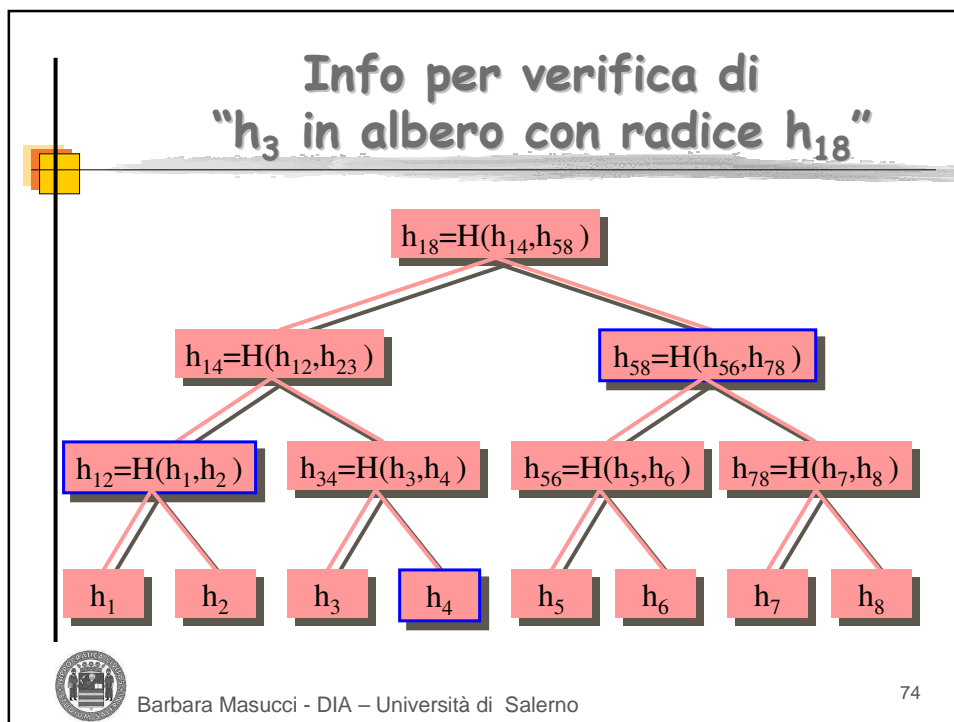 Info per verifica di
“h₃ in albero con radice h₁₈”
h₁₈=H(h₁₄,h₅₈ )
h₁₄=H(h₁₂,h₂₃ )
h₅₈=H(h₅₆,h₇₈ )
h₁₂=H(h₁,h₂ )
h₃₄=H(h₃,h₄ )
h₅₆=H(h₅,h₆ )
h₇₈=H(h₇,h₈ )
h₁
h₂
h₃
h₄
h₅
h₆
h₇
h₈
Barbara Masucci - DIA – Università di Salerno
74